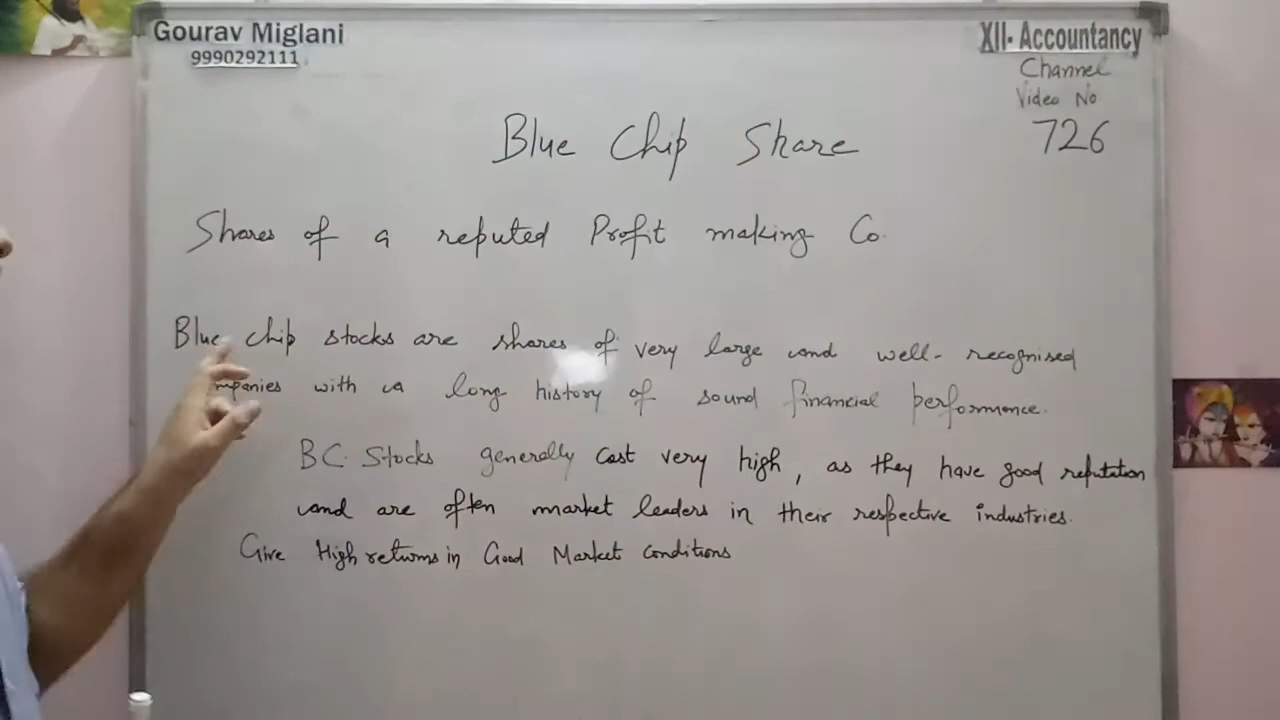 Gourav Miglani
9990292111
XII- Accountancy
Channel
Video No
726
Blue Chip Share
Shares of a reputed Profit making Co.
Blue chip stocks are shares of very large and well-recognised
mpanies with a long history of sound financial performance.
BC. Stocks generally cost very high, as they have good reputation
and are often market leaders in their respective industries.
Give High returns in Good Market conditions